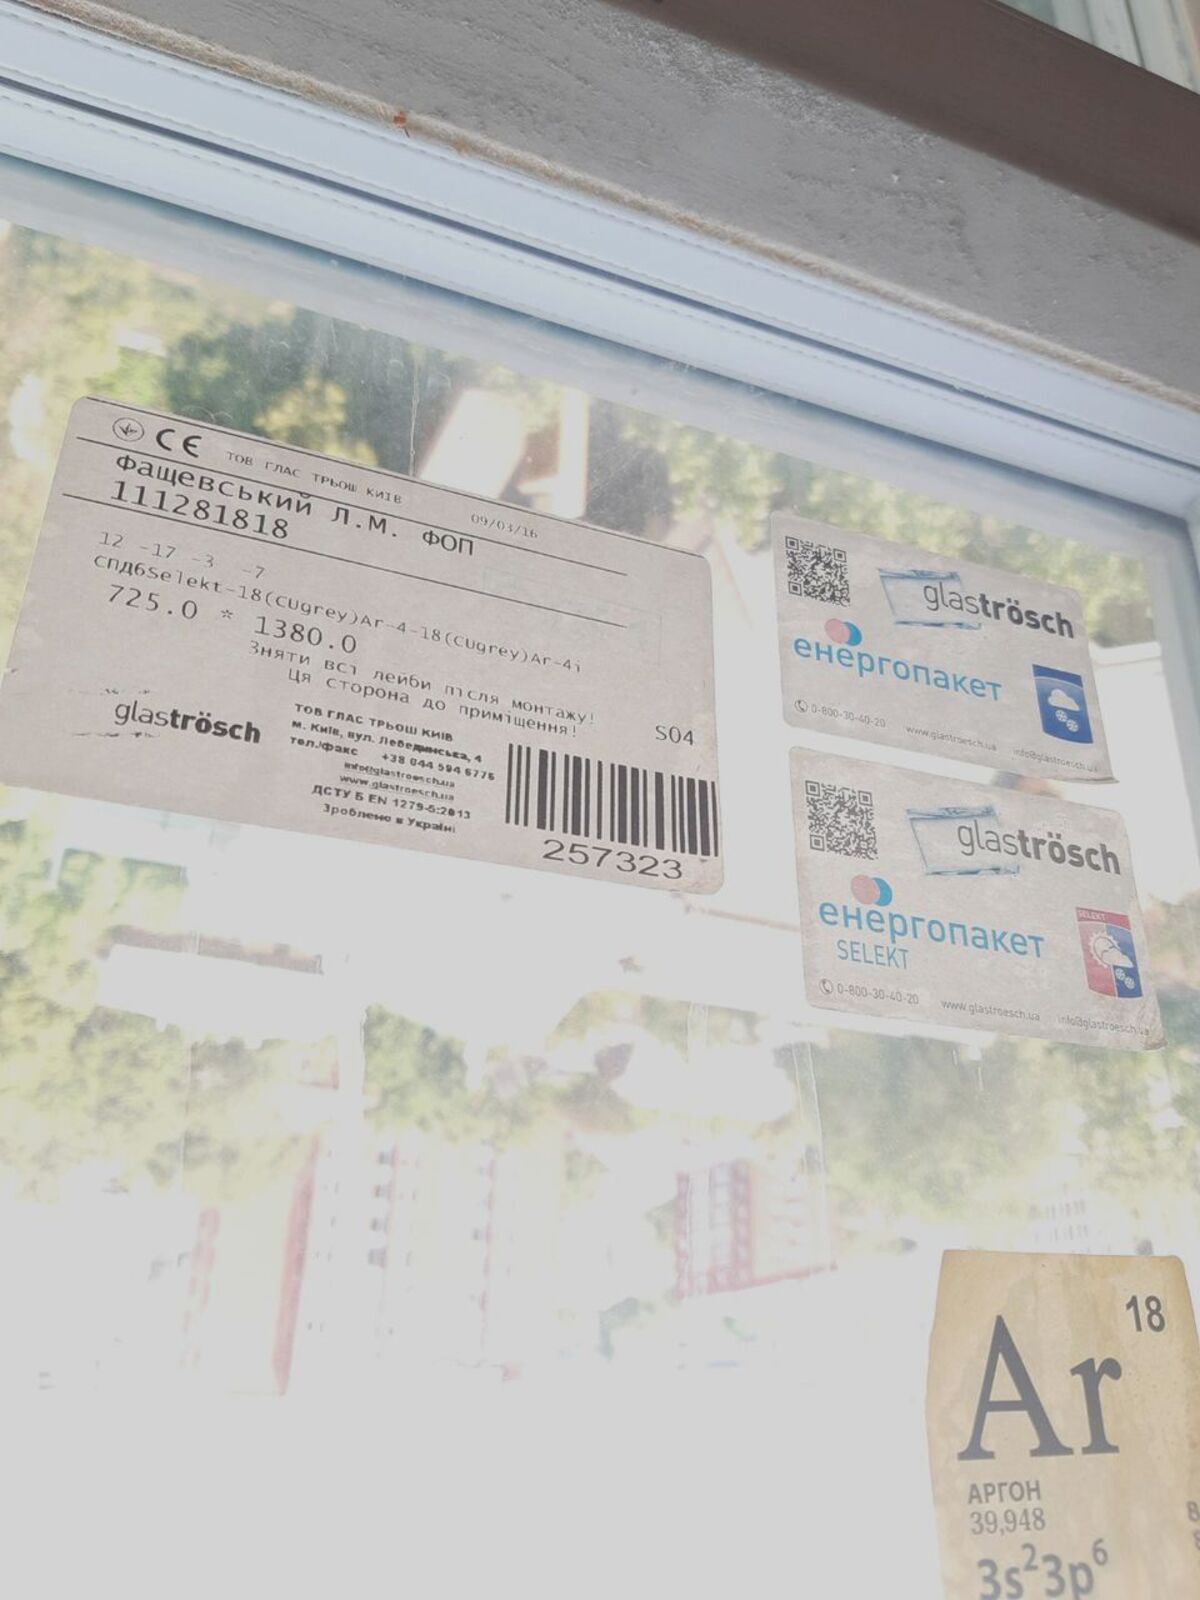 CE ТОВ ГЛАС ТРЬОШ КИЇВ
09/03/16
Фащевський Л.М. ФОП
111281818
12 -17 -3 -7
СПД6Selekt-18(CUgrey)Ar-4-18(CUgrey)Ar-4i
725.0 * 1380.0
Зняти всі лейби після монтажу!
Ця сторона до приміщення!
S04
glaströsch
ТОВ ГЛАС ТРЬОШ КИЇВ
м. Київ, вул. Лебединська, 4
тел./факс +38 044 594 6776
info@glastroesch.ua
www.glastroesch.ua
ДСТУ Б EN 1279-5:2013
Зроблено в Україні
257323
glaströsch
енергопакет
0-800-30-40-20 www.glastroesch.ua info@glastroesch.ua
glaströsch
енергопакет
SELEKT
SELEKT
0-800-30-40-20 www.glastroesch.ua info@glastroesch.ua
18
Ar
АРГОН
39,948
3s²3p⁶
8